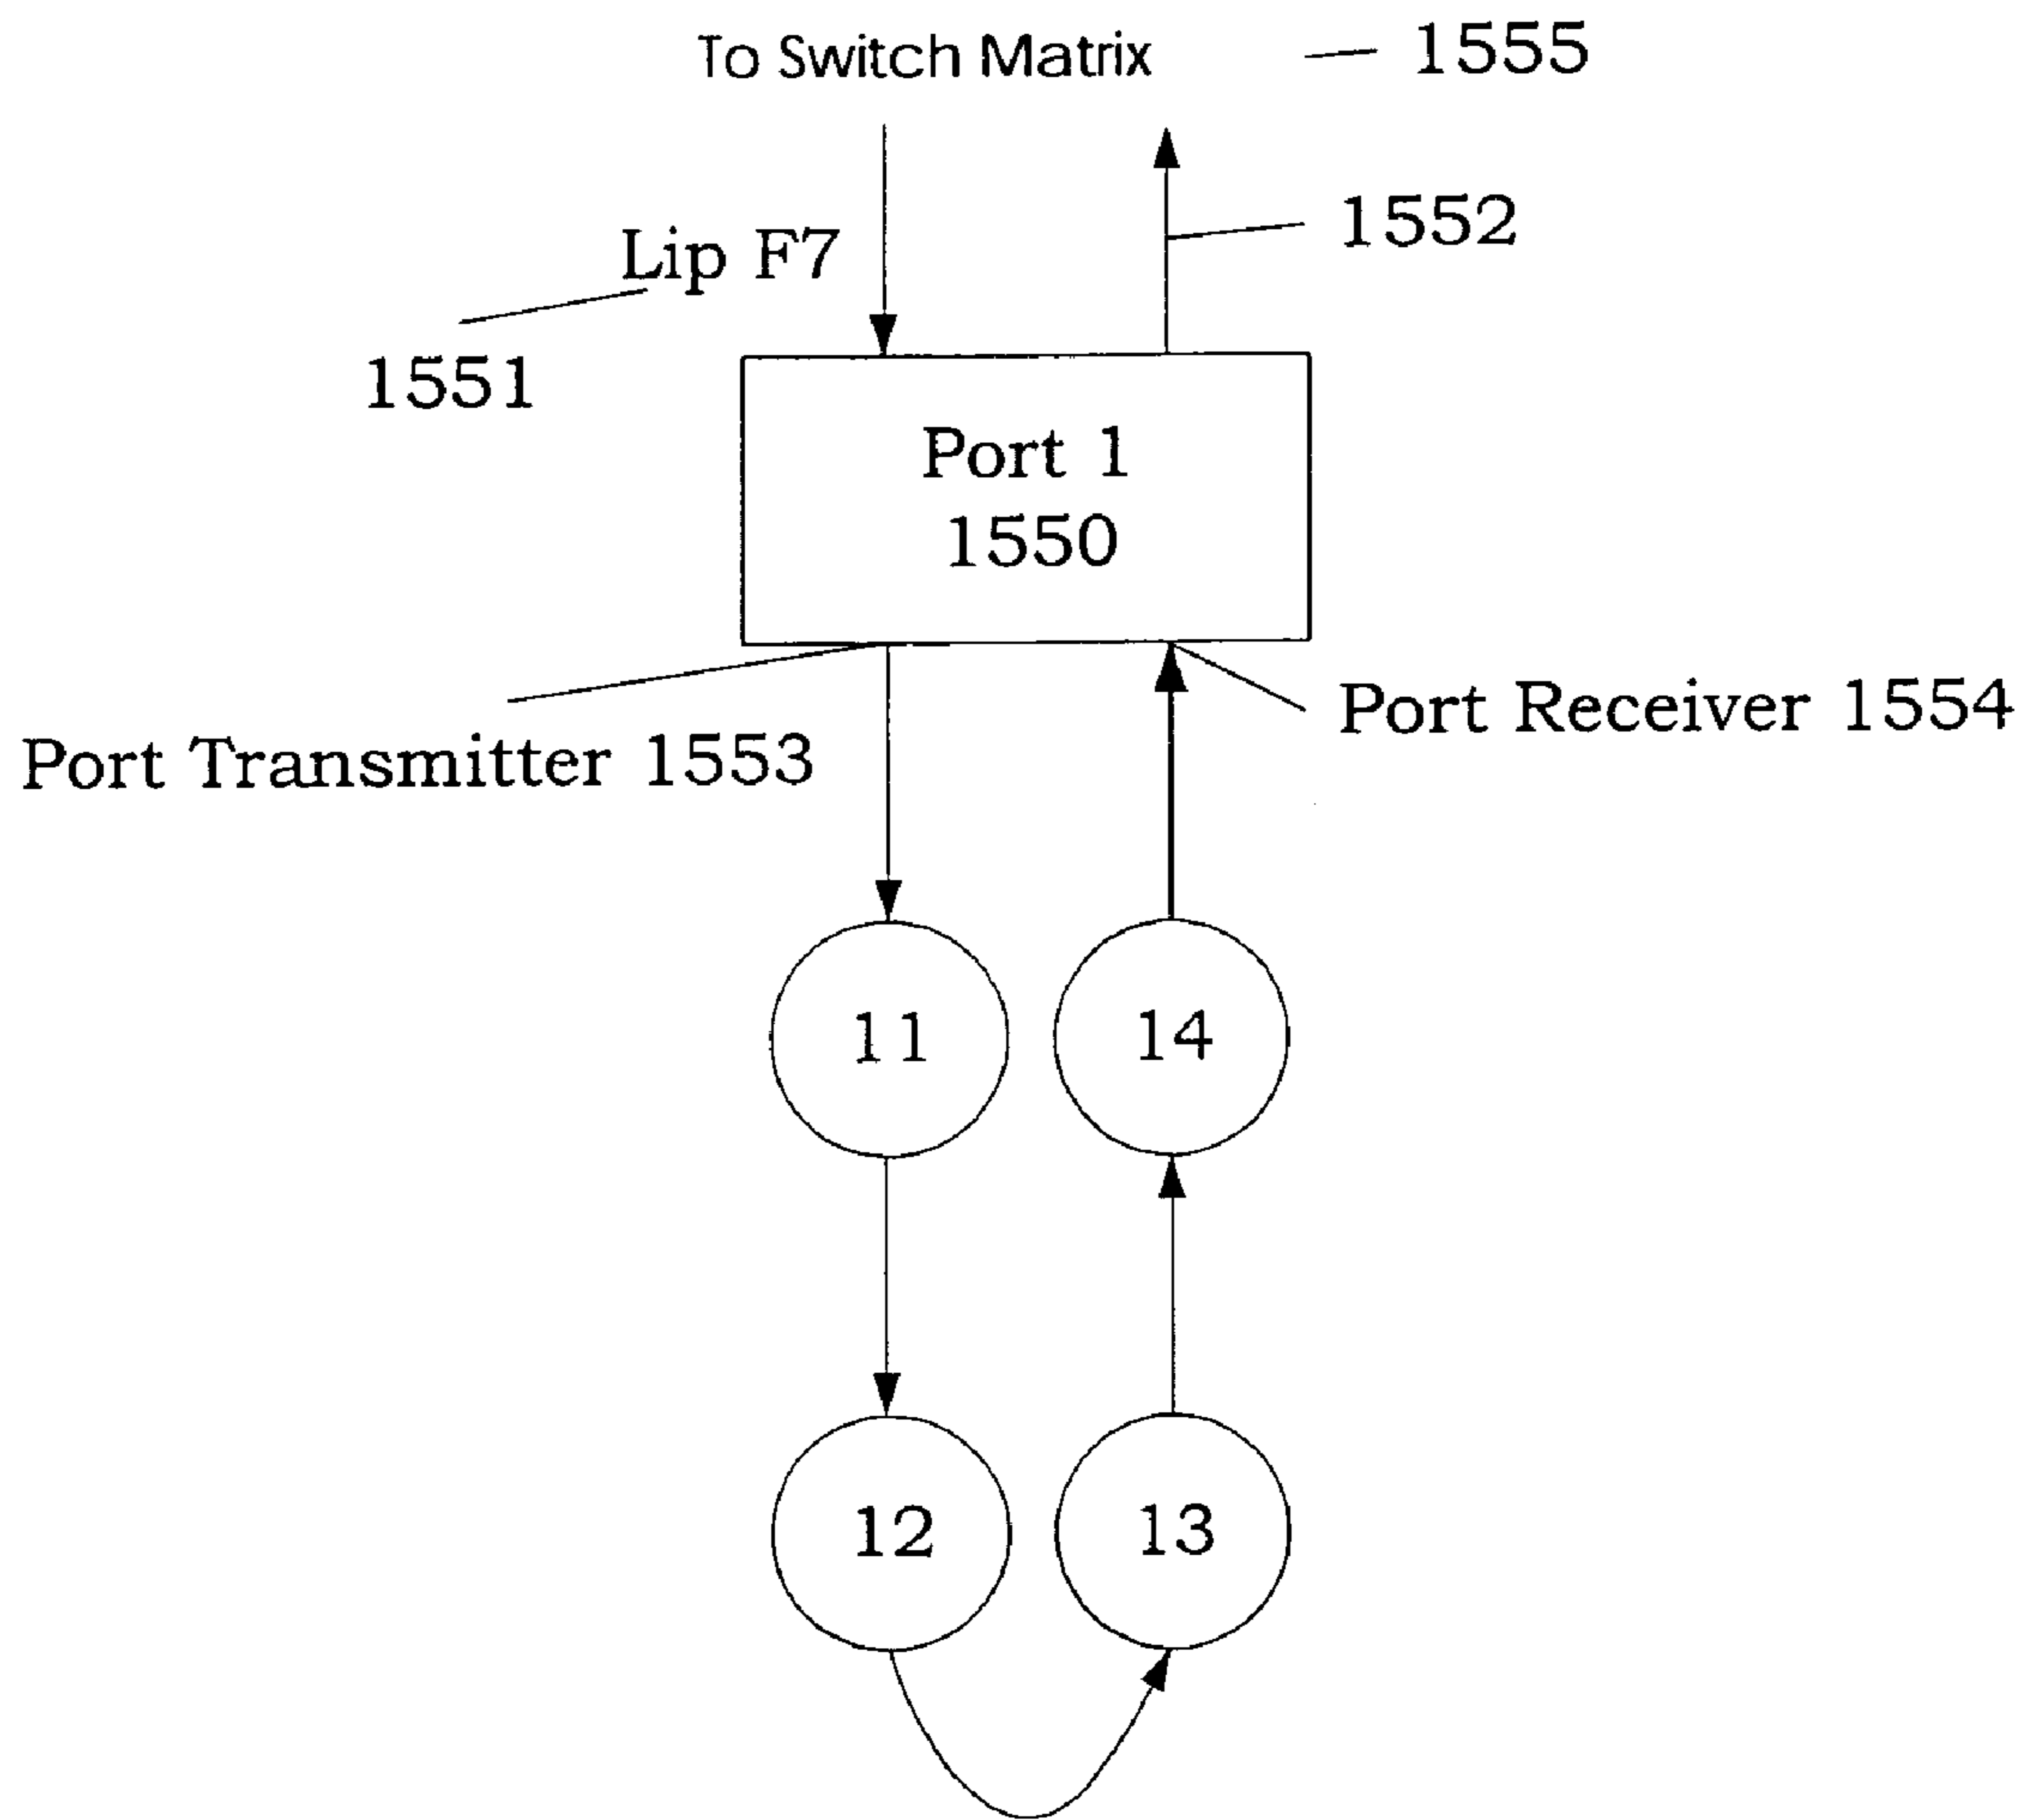 To Switch Matrix
1555
1552
Lip F7
1551
Port 1
1550
Port Receiver 1554
Port Transmitter 1553
11
14
12
13